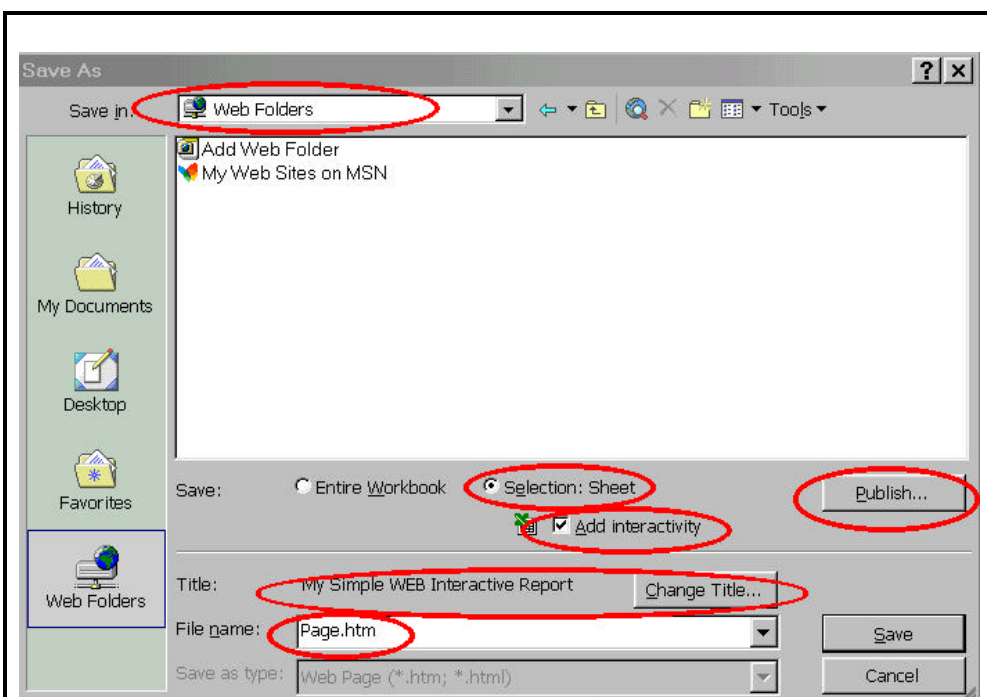 Save As
Save in:
Web Folders
Tools
Add Web Folder
My Web Sites on MSN
History
My Documents
Desktop
Favorites
Web Folders
Save:
Entire Workbook
Selection: Sheet
Publish...
Add interactivity
Title:
My Simple WEB Interactive Report
Change Title...
File name:
Page.htm
Save
Save as type:
Web Page (*.htm; *.html)
Cancel